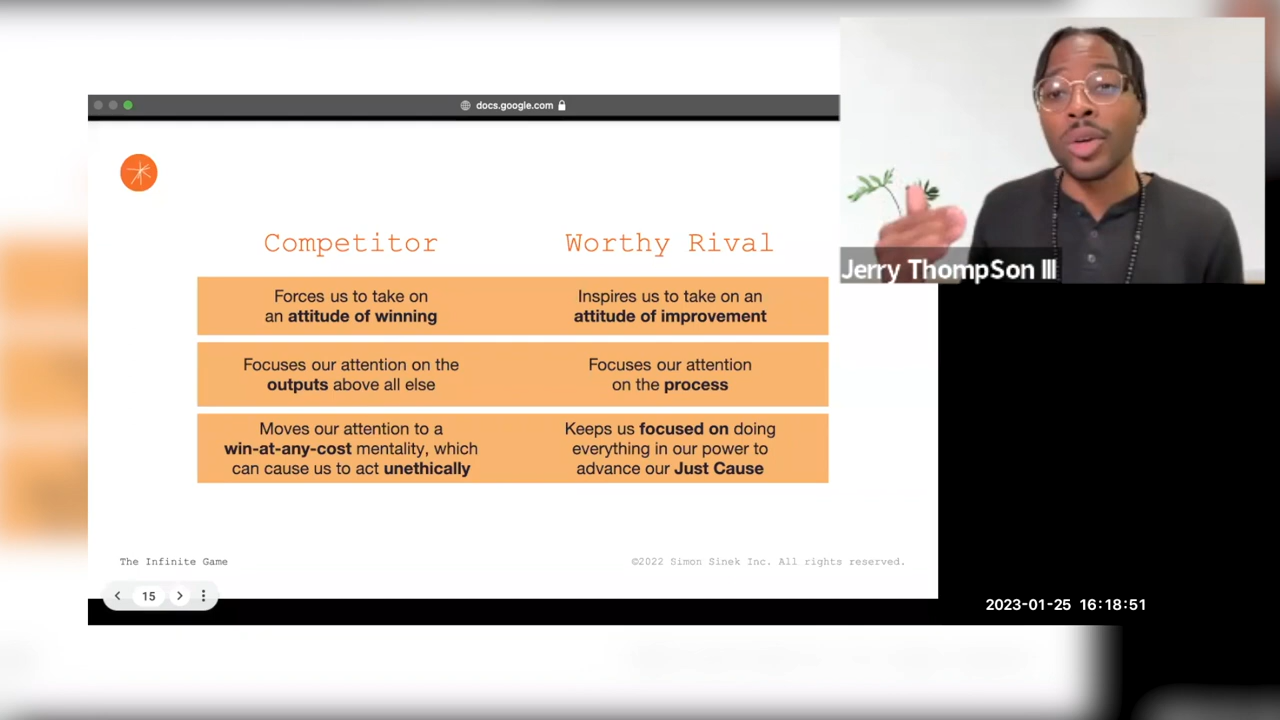 docs.google.com
Competitor
Worthy Rival
Forces us to take on
an attitude of winning
Inspires us to take on an
attitude of improvement
Focuses our attention on the
outputs above all else
Focuses our attention
on the process
Moves our attention to a
win-at-any-cost mentality, which
can cause us to act unethically
Keeps us focused on doing
everything in our power to
advance our Just Cause
The Infinite Game
©2022 Simon Sinek Inc. All rights reserved.
15
Jerry ThompSon III
2023-01-25 16:18:51